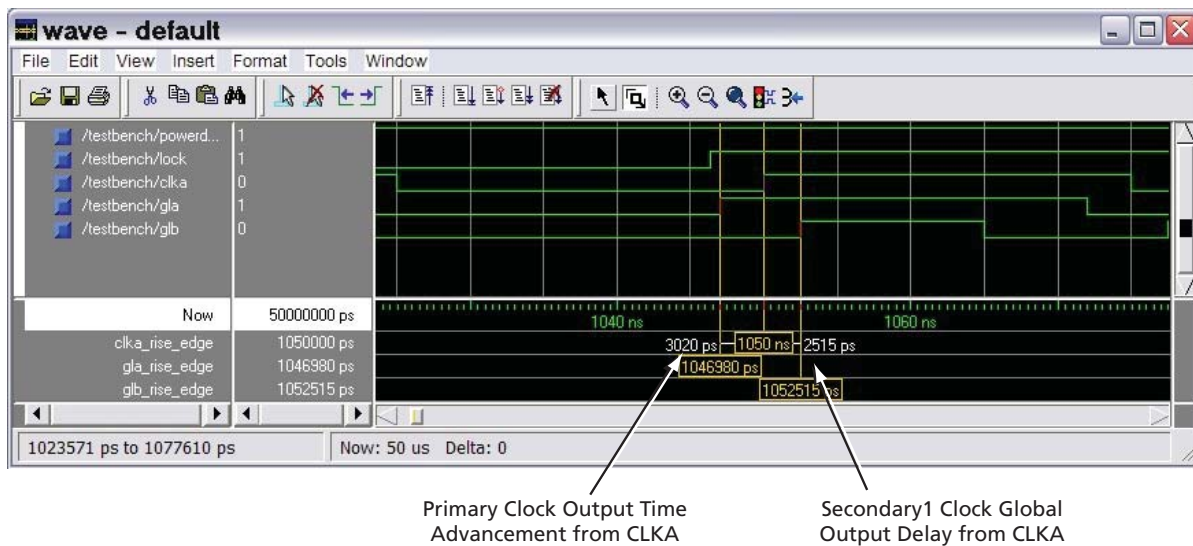 wave - default
File Edit View Insert Format Tools Window
/testbench/powerd... 1
/testbench/lock 1
/testbench/clka 0
/testbench/gla 1
/testbench/glb 0
Now 50000000 ps 1040 ns 1060 ns
clka_rise_edge 1050000 ps 3020 ps 1050 ns 2515 ps
gla_rise_edge 1046980 ps 1046980 ps
glb_rise_edge 1052515 ps 1052515 ps
1023571 ps to 1077610 ps Now: 50 us Delta: 0
Primary Clock Output Time
Advancement from CLKA
Secondary1 Clock Global
Output Delay from CLKA